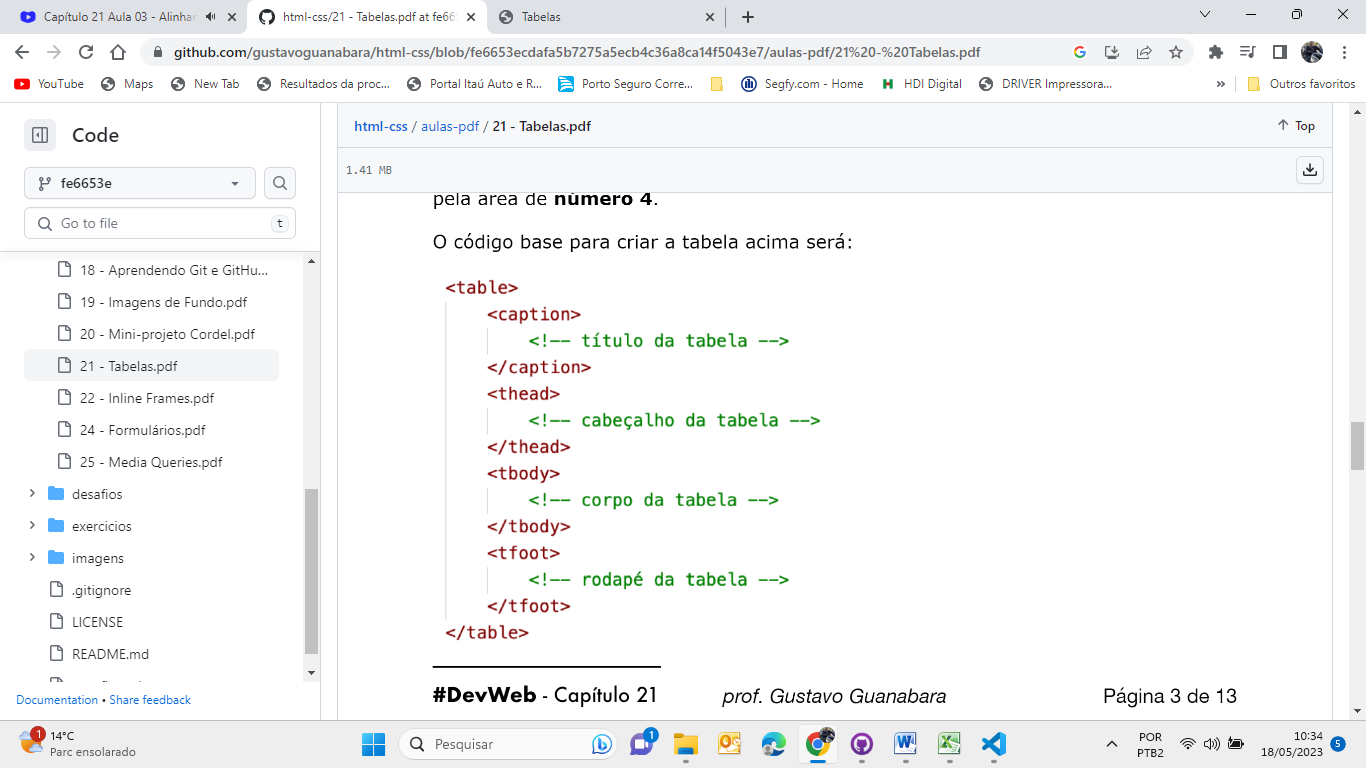 Capítulo 21 Aula 03 - Alinhar
html-css/21 - Tabelas.pdf at fe665
Tabelas
github.com/gustavoguanabara/html-css/blob/fe6653ecdafa5b7275a5ecb4c36a8ca14f5043e7/aulas-pdf/21%20-%20Tabelas.pdf
YouTube
Maps
New Tab
Resultados da proc...
Portal Itaú Auto e R...
Porto Seguro Corre...
Segfy.com - Home
HDI Digital
DRIVER Impressora...
»
Outros favoritos
Code
fe6653e
Go to file
t
18 - Aprendendo Git e GitHu...
19 - Imagens de Fundo.pdf
20 - Mini-projeto Cordel.pdf
21 - Tabelas.pdf
22 - Inline Frames.pdf
24 - Formulários.pdf
25 - Media Queries.pdf
desafios
exercicios
imagens
.gitignore
LICENSE
README.md
Documentation • Share feedback
html-css / aulas-pdf / 21 - Tabelas.pdf
Top
1.41 MB
pela área de número 4.
O código base para criar a tabela acima será:
<table>
<caption>
<!-- título da tabela -->
</caption>
<thead>
<!-- cabeçalho da tabela -->
</thead>
<tbody>
<!-- corpo da tabela -->
</tbody>
<tfoot>
<!-- rodapé da tabela -->
</tfoot>
</table>
#DevWeb - Capítulo 21
prof. Gustavo Guanabara
Página 3 de 13
1
14°C
Parc ensolarado
Pesquisar
1
POR
PTB2
10:34
18/05/2023
5